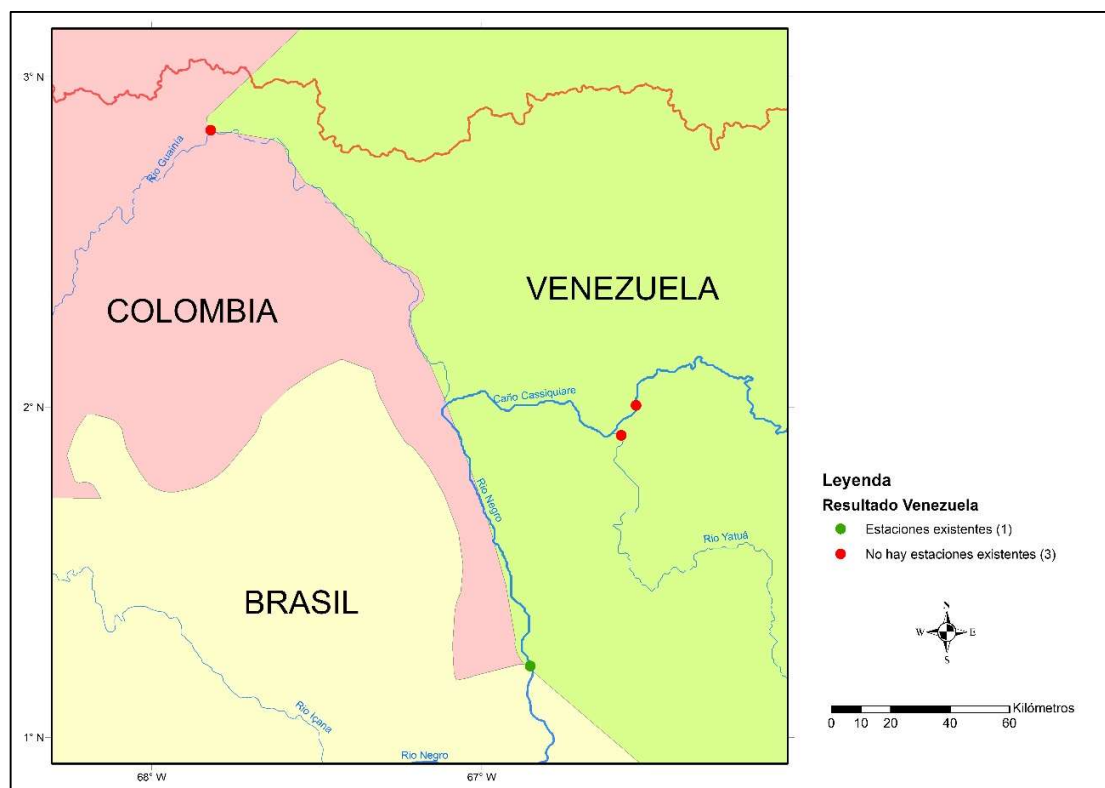 3° N
Río Guainía
VENEZUELA
COLOMBIA
2° N
Caño Cassiquiare
Río Negro
Río Yatuá
BRASIL
Río Içana
Río Negro
1° N
68° W
67° W
Leyenda
Resultado Venezuela
Estaciones existentes (1)
No hay estaciones existentes (3)
N
W
E
S
Kilómetros
0 10 20 40 60